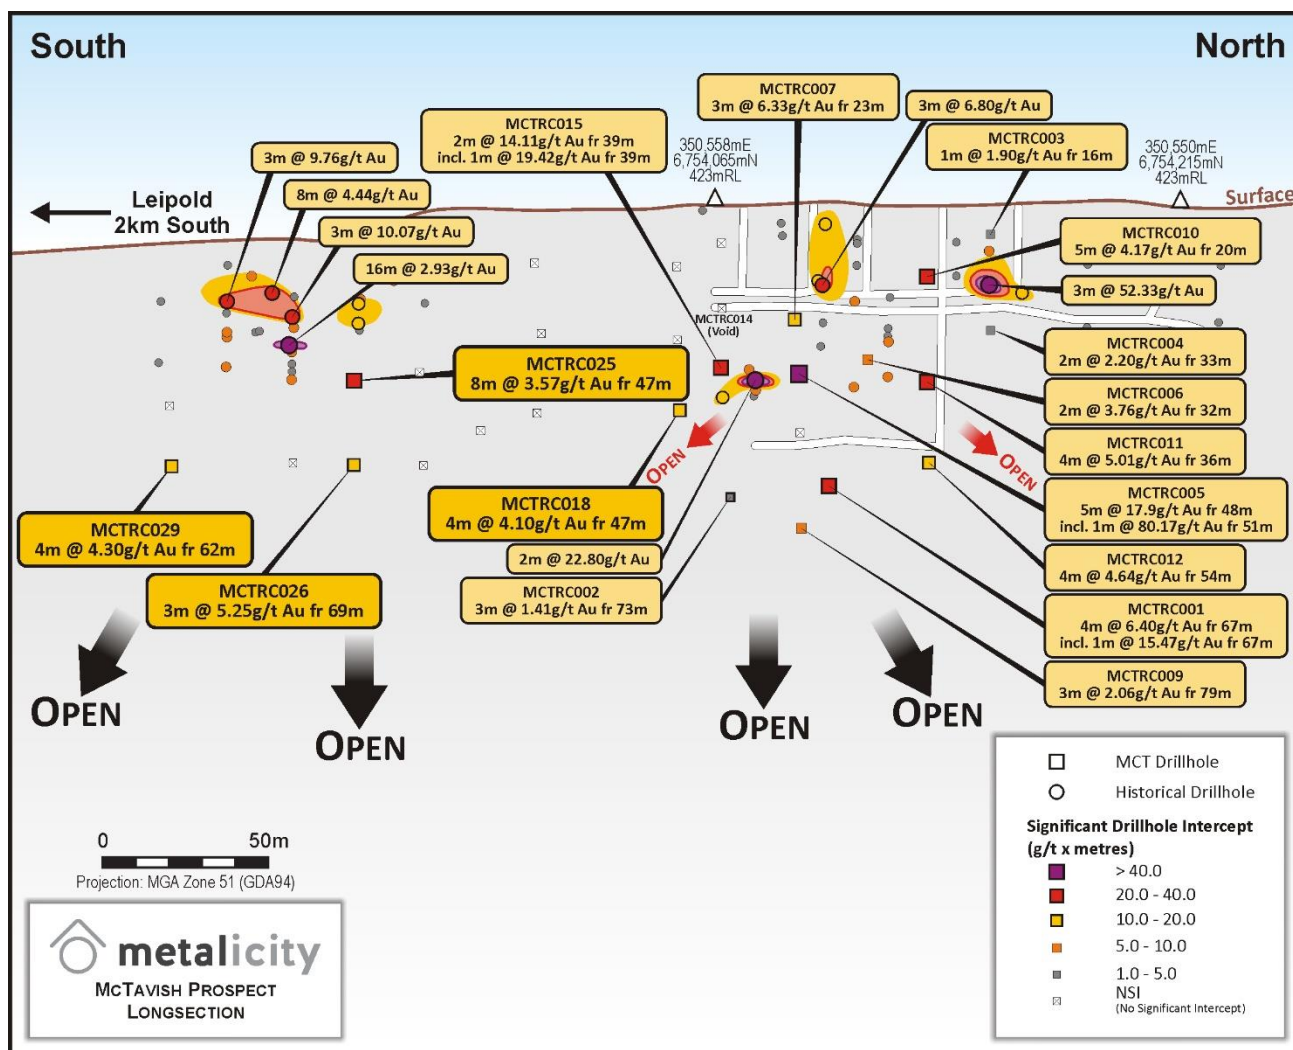 South
North
MCTRC007
3m @ 6.33g/t Au fr 23m
3m @ 6.80g/t Au
MCTRC015
2m @ 14.11g/t Au fr 39m
incl. 1m @ 19.42g/t Au fr 39m
MCTRC003
1m @ 1.90g/t Au fr 16m
350,558mE
6,754,065mN
423mRL
350,550mE
6,754,215mN
423mRL
3m @ 9.76g/t Au
8m @ 4.44g/t Au
Leipold
2km South
Surface
3m @ 10.07g/t Au
16m @ 2.93g/t Au
MCTRC010
5m @ 4.17g/t Au fr 20m
3m @ 52.33g/t Au
MCTRC014
(Void)
MCTRC004
2m @ 2.20g/t Au fr 33m
MCTRC025
8m @ 3.57g/t Au fr 47m
MCTRC006
2m @ 3.76g/t Au fr 32m
MCTRC011
4m @ 5.01g/t Au fr 36m
OPEN
OPEN
MCTRC018
4m @ 4.10g/t Au fr 47m
MCTRC005
5m @ 17.9g/t Au fr 48m
incl. 1m @ 80.17g/t Au fr 51m
MCTRC029
4m @ 4.30g/t Au fr 62m
2m @ 22.80g/t Au
MCTRC012
4m @ 4.64g/t Au fr 54m
MCTRC026
3m @ 5.25g/t Au fr 69m
MCTRC002
3m @ 1.41g/t Au fr 73m
MCTRC001
4m @ 6.40g/t Au fr 67m
incl. 1m @ 15.47g/t Au fr 67m
MCTRC009
3m @ 2.06g/t Au fr 79m
OPEN
OPEN
OPEN
OPEN
MCT Drillhole
Historical Drillhole
Significant Drillhole Intercept
(g/t x metres)
> 40.0
20.0 - 40.0
10.0 - 20.0
5.0 - 10.0
1.0 - 5.0
NSI
(No Significant Intercept)
0 50m
Projection: MGA Zone 51 (GDA94)
metalicity
MCTAVISH PROSPECT
LONGSECTION